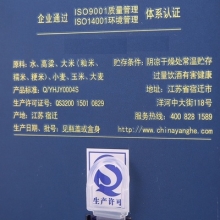 企业通过 ISO9001质量管理 体系认证
ISO14001环境管理
原料:水、高粱、大米(粒米、
糯米、粳米)、小麦、玉米、大麦
标准号:Q/YHJY0004S
生产许可证号:QS3200 1501 0829
产地:江苏 宿迁
生产日期、批号:见瓶盖或盒身
贮存条件:阴凉干燥处常温贮存
过量饮酒有害健康
地址:江苏省宿迁市
洋河中大街118号
服务热线:400 828 1589
http://www.chinayanghe.com
生产许可